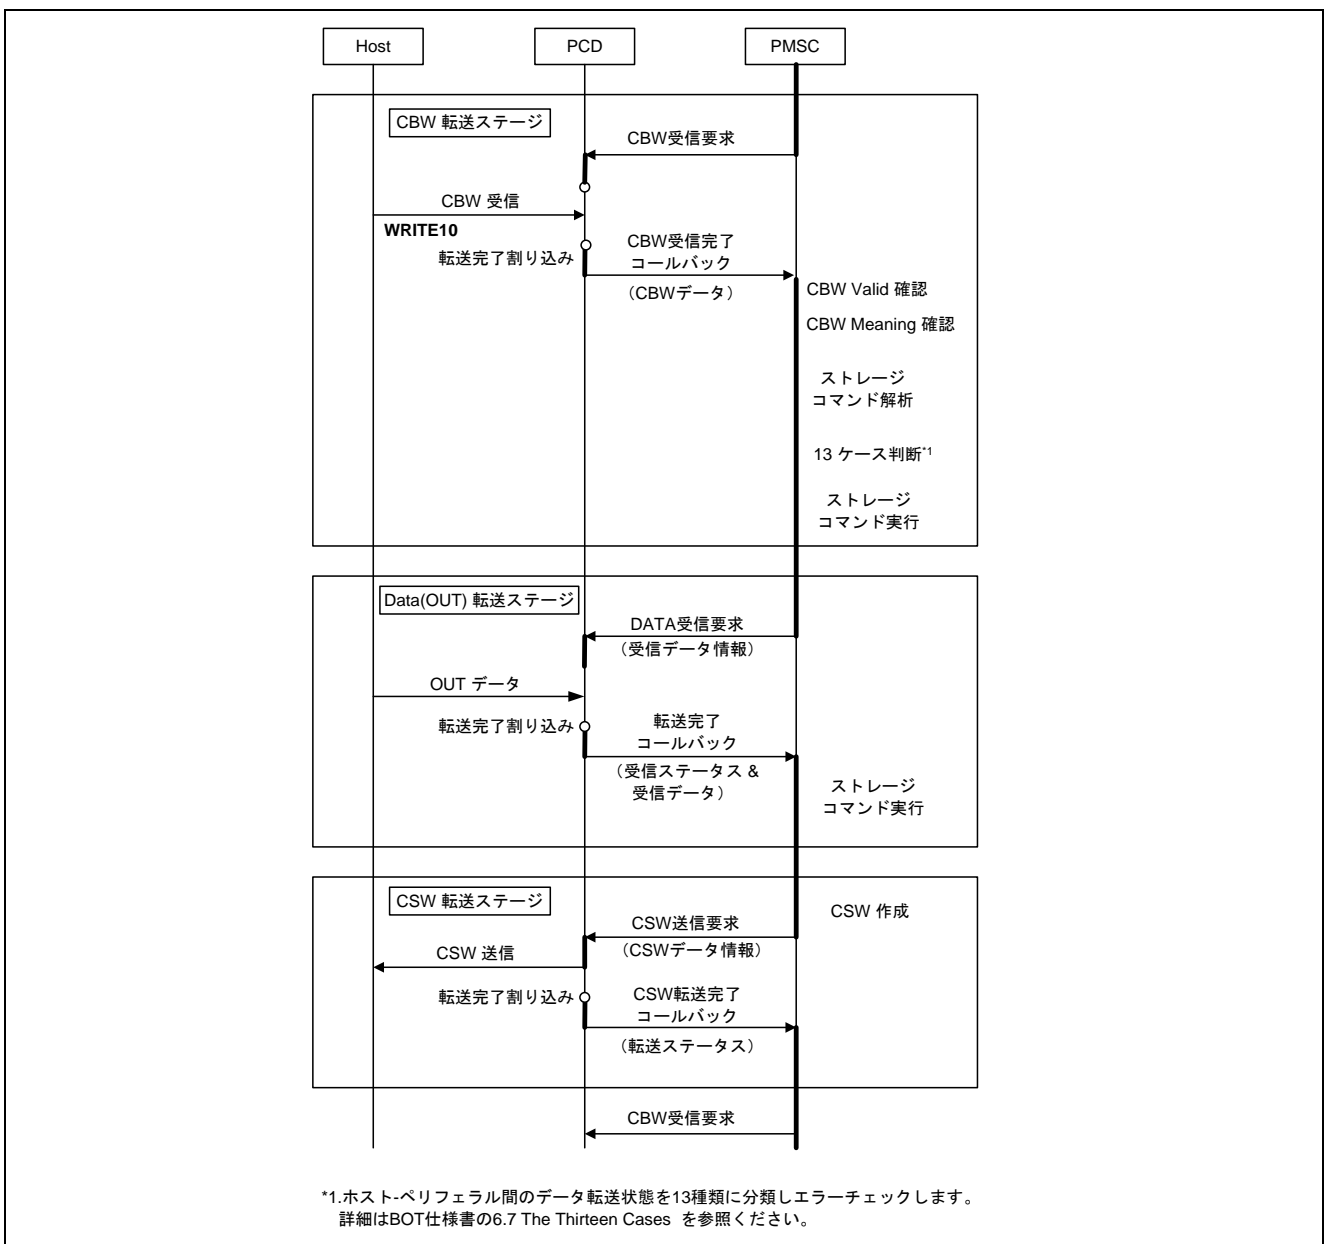 Host
PCD
PMSC
CBW 転送ステージ
CBW受信要求
CBW 受信
WRITE10
転送完了割り込み
CBW受信完了
コールバック
（CBWデータ）
CBW Valid 確認
CBW Meaning 確認
ストレージ
コマンド解析
13 ケース判断*1
ストレージ
コマンド実行
Data(OUT) 転送ステージ
DATA受信要求
（受信データ情報）
OUT データ
転送完了割り込み
転送完了
コールバック
（受信ステータス &
受信データ）
ストレージ
コマンド実行
CSW 転送ステージ
CSW 作成
CSW送信要求
（CSWデータ情報）
CSW 送信
転送完了割り込み
CSW転送完了
コールバック
（転送ステータス）
CBW受信要求
*1.ホスト-ペリフェラル間のデータ転送状態を13種類に分類しエラーチェックします。
詳細はBOT仕様書の6.7 The Thirteen Cases を参照ください。